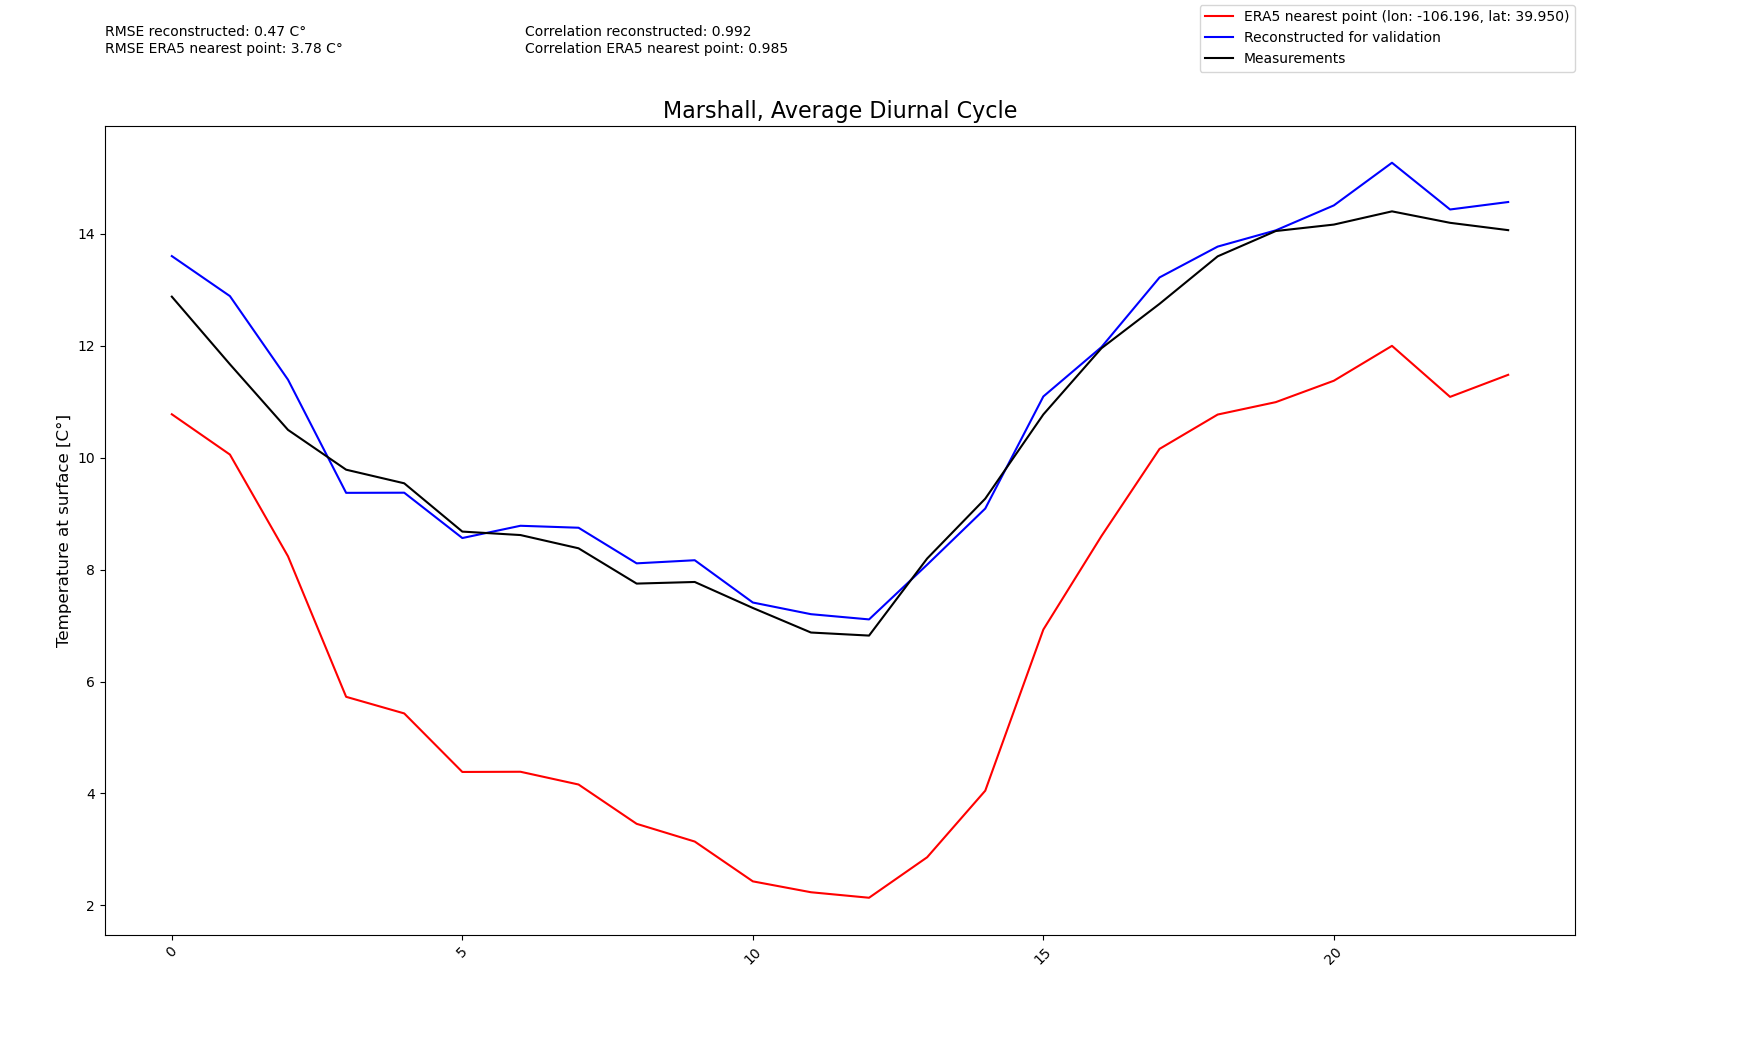 RMSE reconstructed: 0.47 C°
RMSE ERA5 nearest point: 3.78 C°
Correlation reconstructed: 0.992
Correlation ERA5 nearest point: 0.985
ERA5 nearest point (lon: -106.196, lat: 39.950)
Reconstructed for validation
Measurements
Marshall, Average Diurnal Cycle
Temperature at surface [C°]
14
12
10
8
6
4
2
0
5
10
15
20